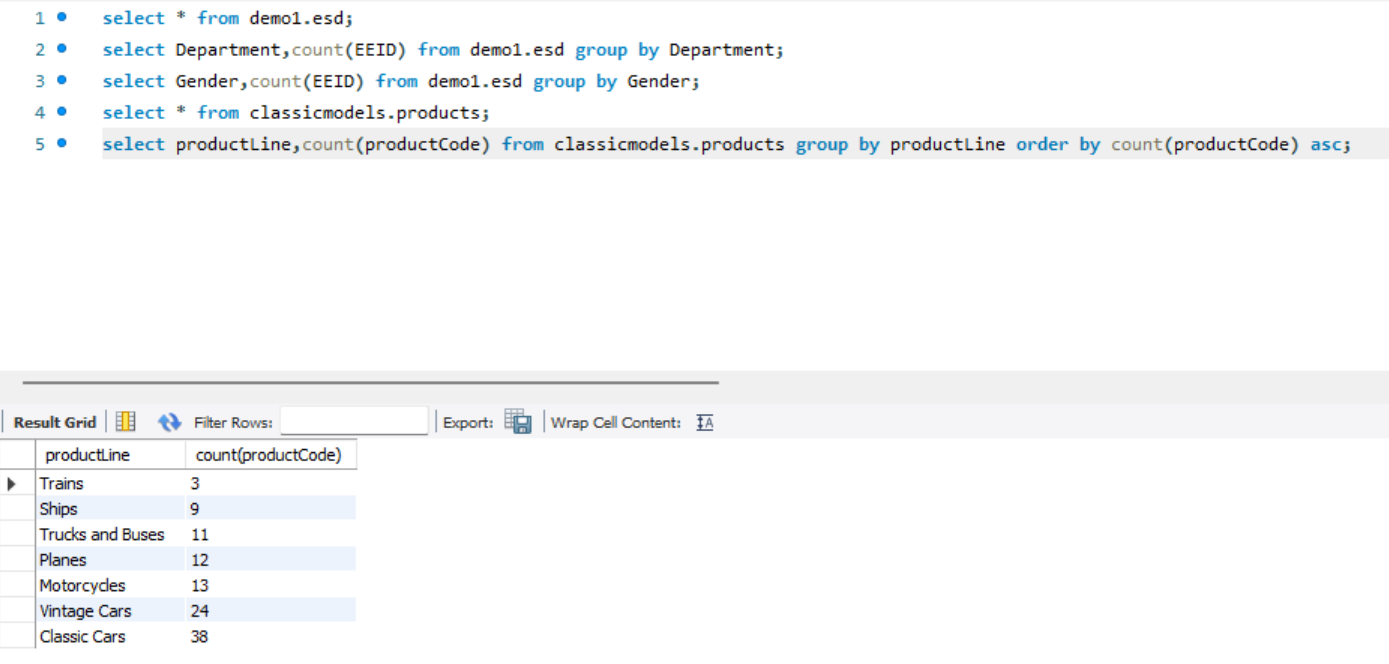 1 select * from demo1.esd;
2 select Department,count(EEID) from demo1.esd group by Department;
3 select Gender,count(EEID) from demo1.esd group by Gender;
4 select * from classicmodels.products;
5 select productLine,count(productCode) from classicmodels.products group by productLine order by count(productCode) asc;
Result Grid Filter Rows: Export: Wrap Cell Content: IA
productLine count(productCode)
Trains 3
Ships 9
Trucks and Buses 11
Planes 12
Motorcycles 13
Vintage Cars 24
Classic Cars 38